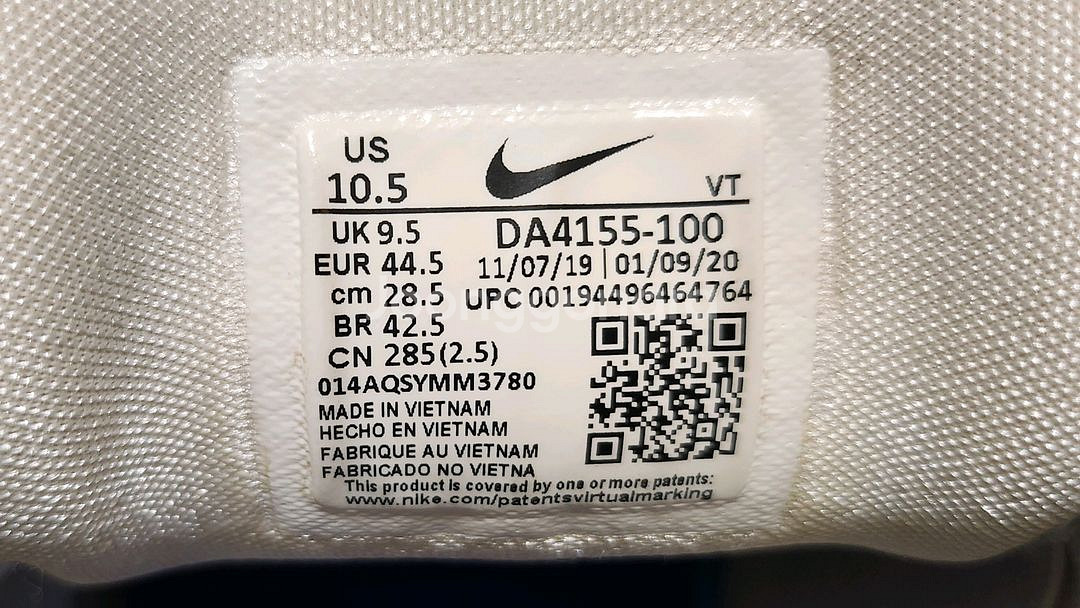 US
10.5
VT
UK 9.5
EUR 44.5
cm 28.5
BR 42.5
CN 285(2.5)
DA4155-100
11/07/19 | 01/09/20
UPC 00194496464764
014AQSYMM3780
MADE IN VIETNAM
HECHO EN VIETNAM
FABRIQUE AU VIETNAM
FABRICADO NO VIETNA
This product is covered by one or more patents:
www.nike.com/patentsvirtualmarking